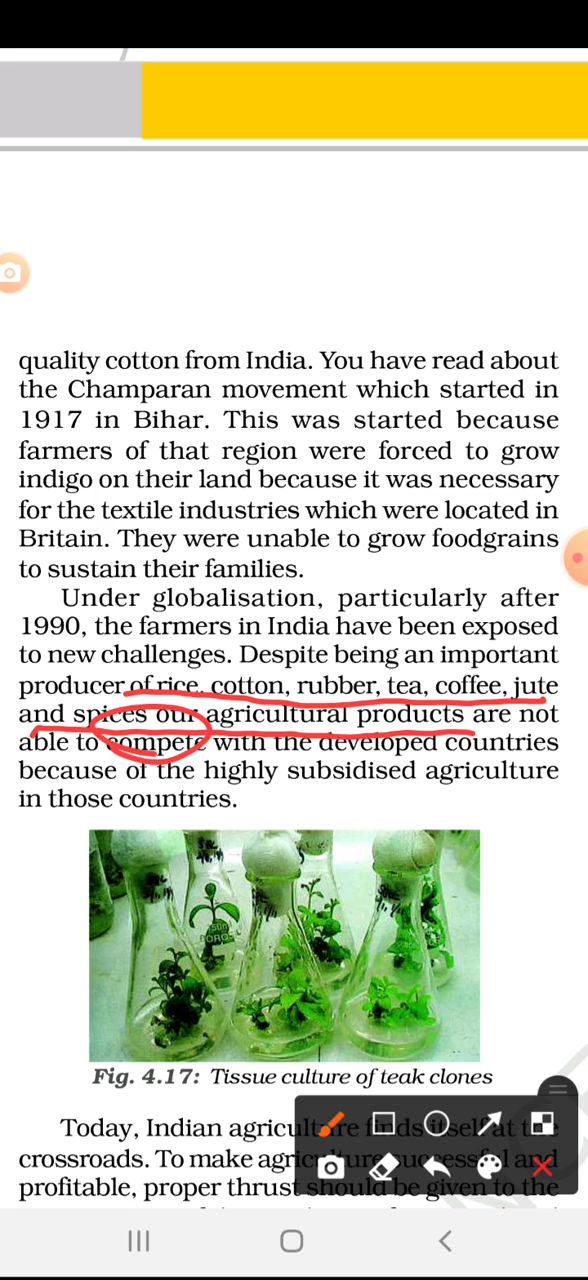 quality cotton from India. You have read about
the Champaran movement which started in
1917 in Bihar. This was started because
farmers of that region were forced to grow
indigo on their land because it was necessary
for the textile industries which were located in
Britain. They were unable to grow foodgrains
to sustain their families.
Under globalisation, particularly after
1990, the farmers in India have been exposed
to new challenges. Despite being an important
producer of rice, cotton, rubber, tea, coffee, jute
and spices our agricultural products are not
able to compete with the developed countries
because of the highly subsidised agriculture
in those countries.
Fig. 4.17: Tissue culture of teak clones
Today, Indian agriculture finds itself at the
crossroads. To make agriculture successful and
profitable, proper thrust should be given to the